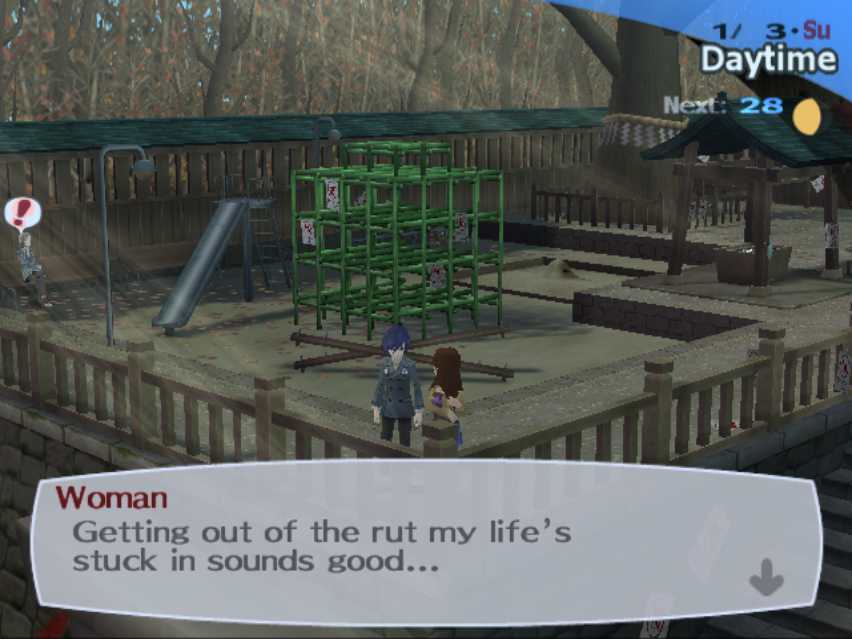 1/ 3・Su
Daytime
Next: 28
!
Woman
Getting out of the rut my life's
stuck in sounds good...